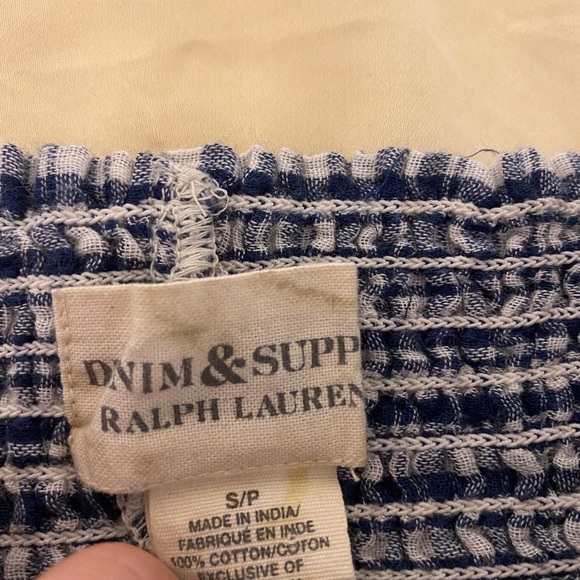 DNIM & SUPP
RALPH LAUREN
S/P
MADE IN INDIA/
FABRIQUÉ EN INDE
100% COTTON/COTON
EXCLUSIVE OF